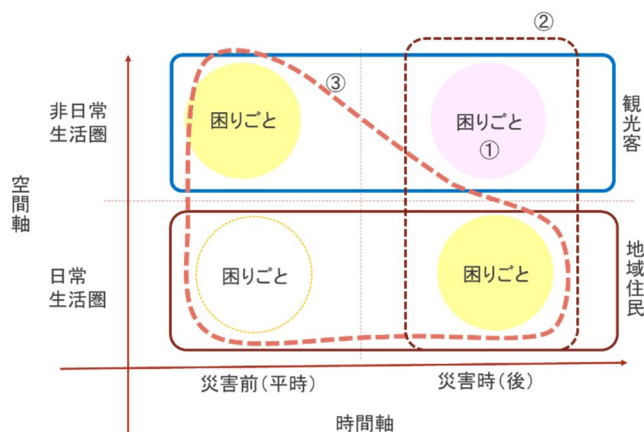 ②
③
非日常
生活圏
困りごと
困りごと
①
観光客
空間軸
日常
生活圏
困りごと
困りごと
地域住民
災害前(平時)
災害時(後)
時間軸